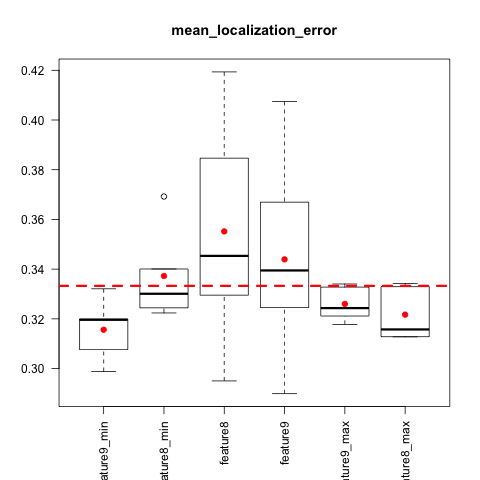 mean_localization_error
0.42
0.40
0.38
0.36
0.34
0.32
0.30
ature9_min
ature8_min
feature8
feature9
ature9_max
ture8_max